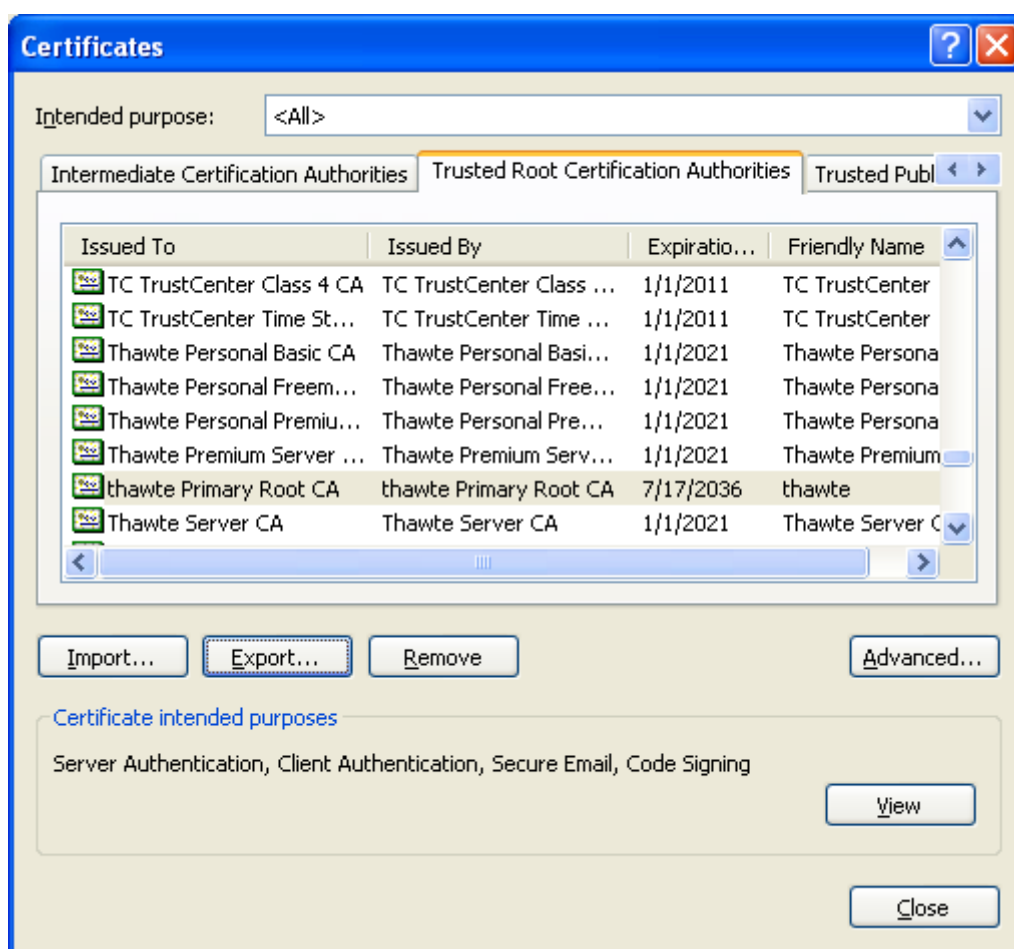 Certificates
Intended purpose: <All>
Intermediate Certification Authorities Trusted Root Certification Authorities Trusted Publ
Issued To Issued By Expiratio... Friendly Name
TC TrustCenter Class 4 CA TC TrustCenter Class ... 1/1/2011 TC TrustCenter
TC TrustCenter Time St... TC TrustCenter Time ... 1/1/2011 TC TrustCenter
Thawte Personal Basic CA Thawte Personal Basi... 1/1/2021 Thawte Persona
Thawte Personal Freem... Thawte Personal Free... 1/1/2021 Thawte Persona
Thawte Personal Premiu... Thawte Personal Pre... 1/1/2021 Thawte Persona
Thawte Premium Server ... Thawte Premium Serv... 1/1/2021 Thawte Premium
thawte Primary Root CA thawte Primary Root CA 7/17/2036 thawte
Thawte Server CA Thawte Server CA 1/1/2021 Thawte Server C
Import... Export... Remove Advanced...
Certificate intended purposes
Server Authentication, Client Authentication, Secure Email, Code Signing
View
Close